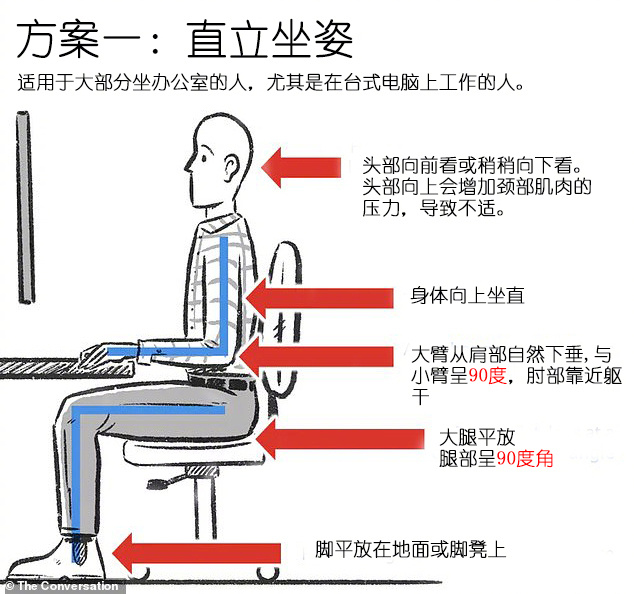 方案一：直立坐姿
适用于大部分坐办公室的人，尤其是在台式电脑上工作的人。
头部向前看或稍稍向下看。
头部向上会增加颈部肌肉的
压力，导致不适。
身体向上坐直
大臂从肩部自然下垂,与
小臂呈90度，肘部靠近躯
干
大腿平放
腿部呈90度角
脚平放在地面或脚凳上
© The Conversation